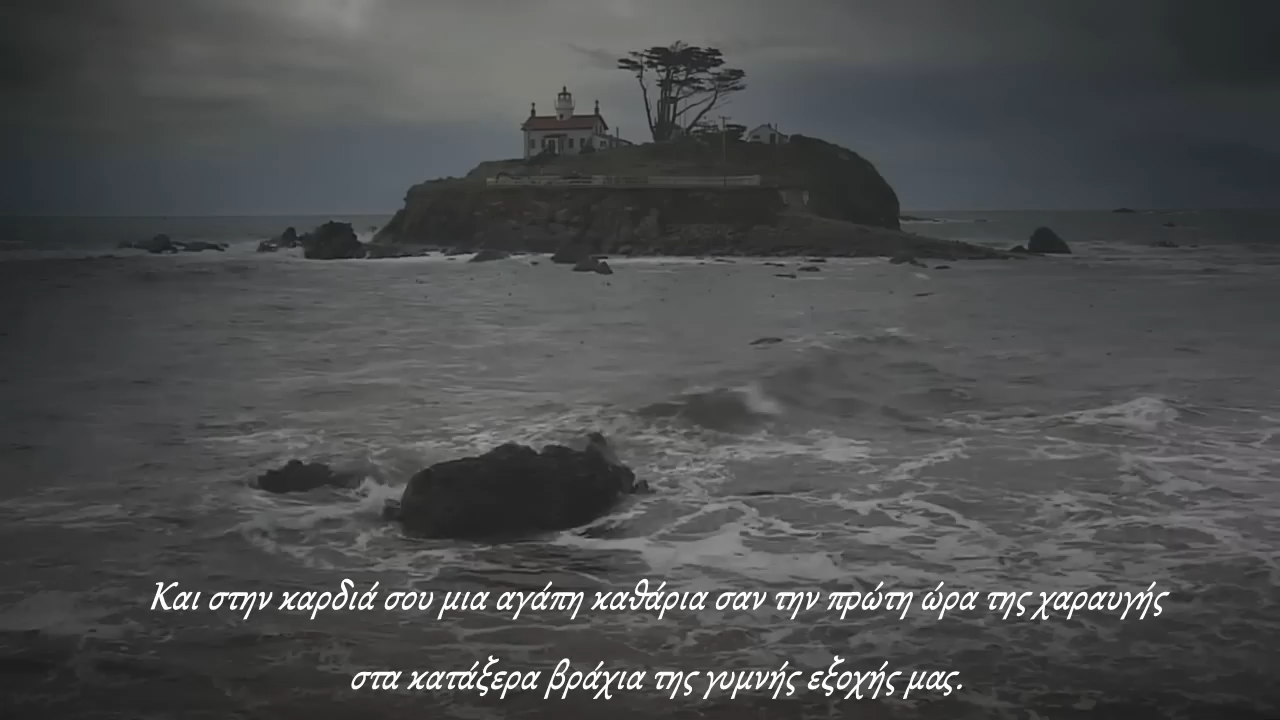 Και στην καρδιά σου μια αγάπη καθάρια σαν την πρώτη ώρα της χαραυγής
στα κατάξερα βράχια της γυμνής εξοχής μας.